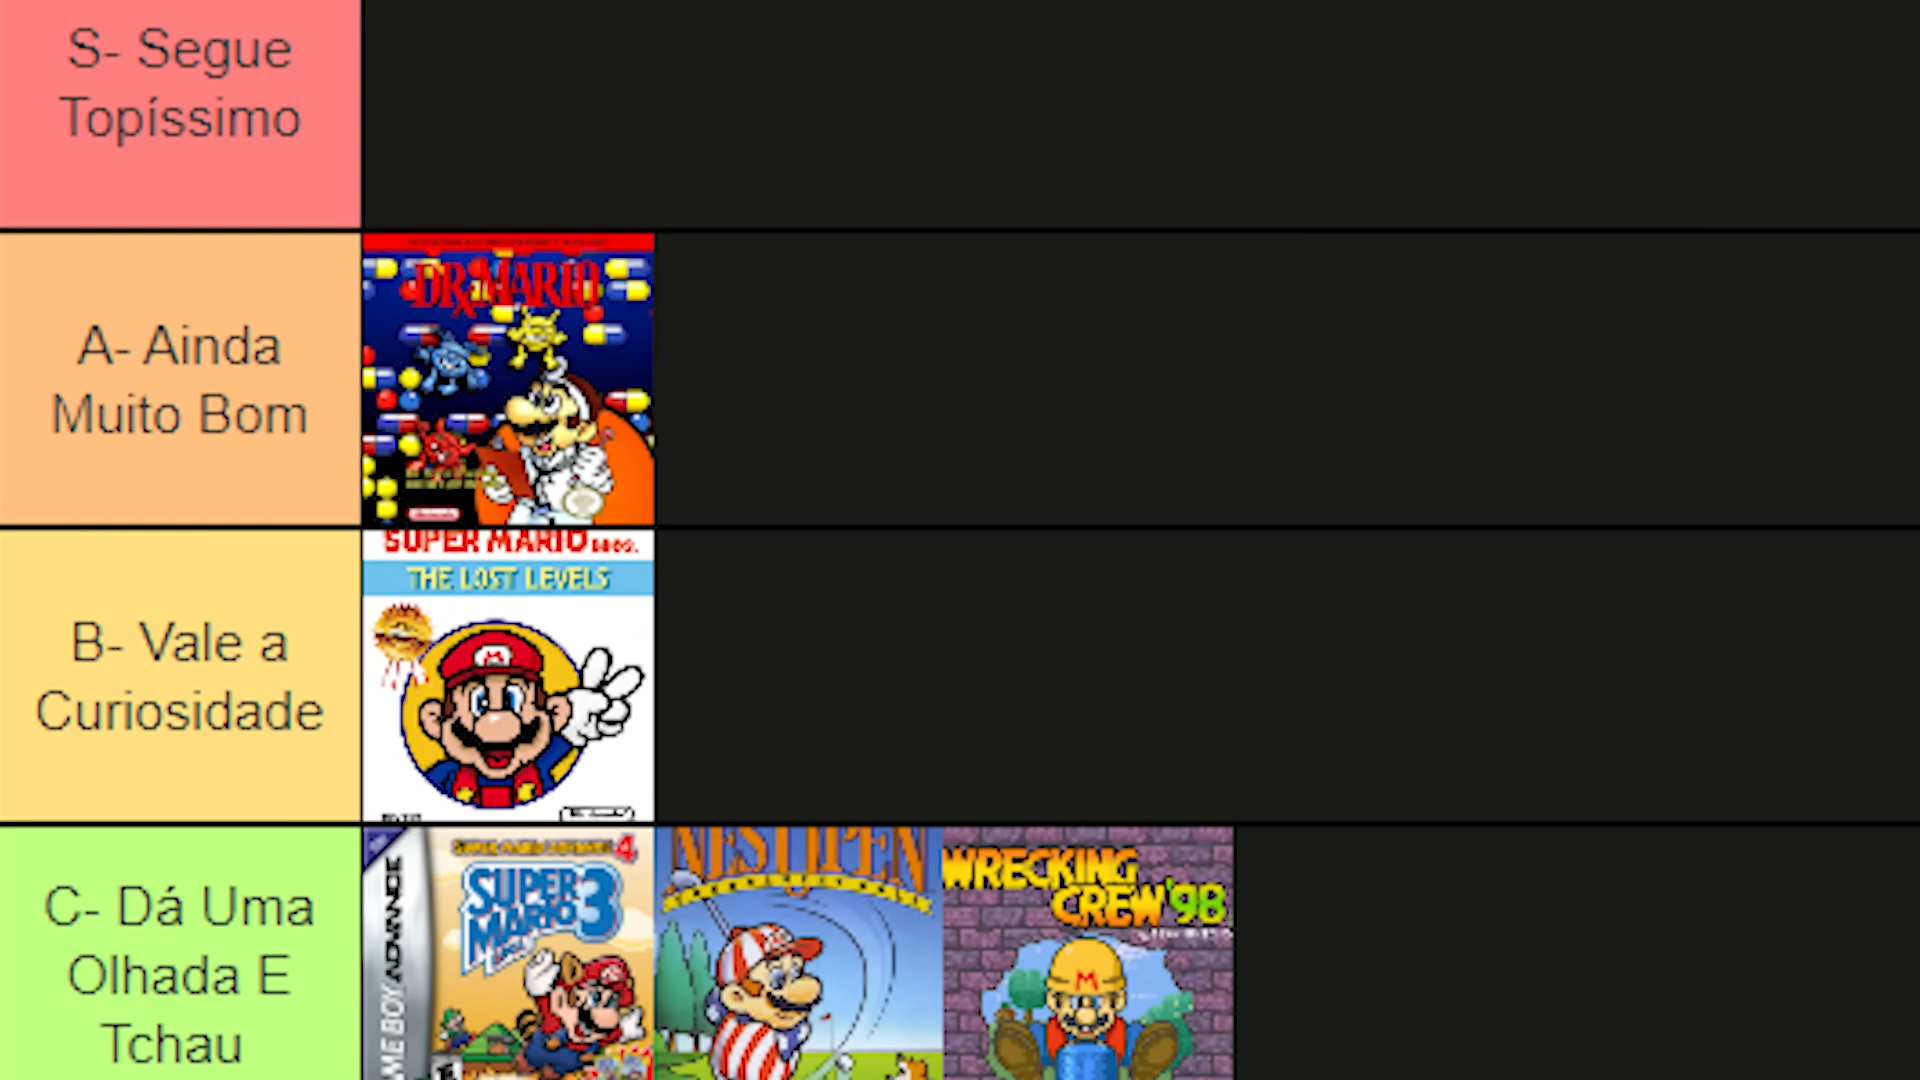 S- Segue
Topíssimo
A- Ainda
Muito Bom
DR. MARIO
B- Vale a
Curiosidade
SUPER MARIO BROS.
THE LOST LEVELS
C- Dá Uma
Olhada E
Tchau
GAME BOY ADVANCE
SUPER MARIO ADVANCE 4
SUPER
MARIO 3
NES OPEN
WRECKING
CREW'98
M